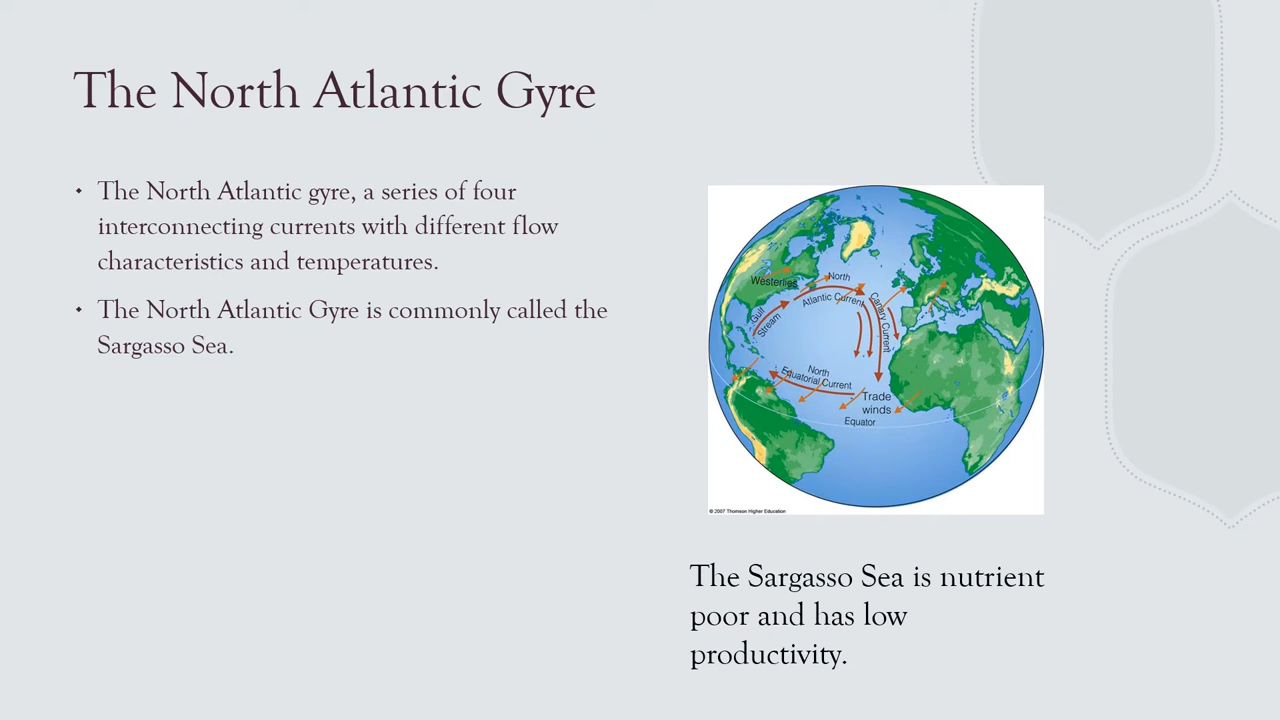 The North Atlantic Gyre
The North Atlantic gyre, a series of four
interconnecting currents with different flow
characteristics and temperatures.
The North Atlantic Gyre is commonly called the
Sargasso Sea.
Westerlies
North
Atlantic Current
Gulf
Stream
Canary Current
North
Equatorial Current
Trade
winds
Equator
© 2007 Thomson Higher Education
The Sargasso Sea is nutrient
poor and has low
productivity.